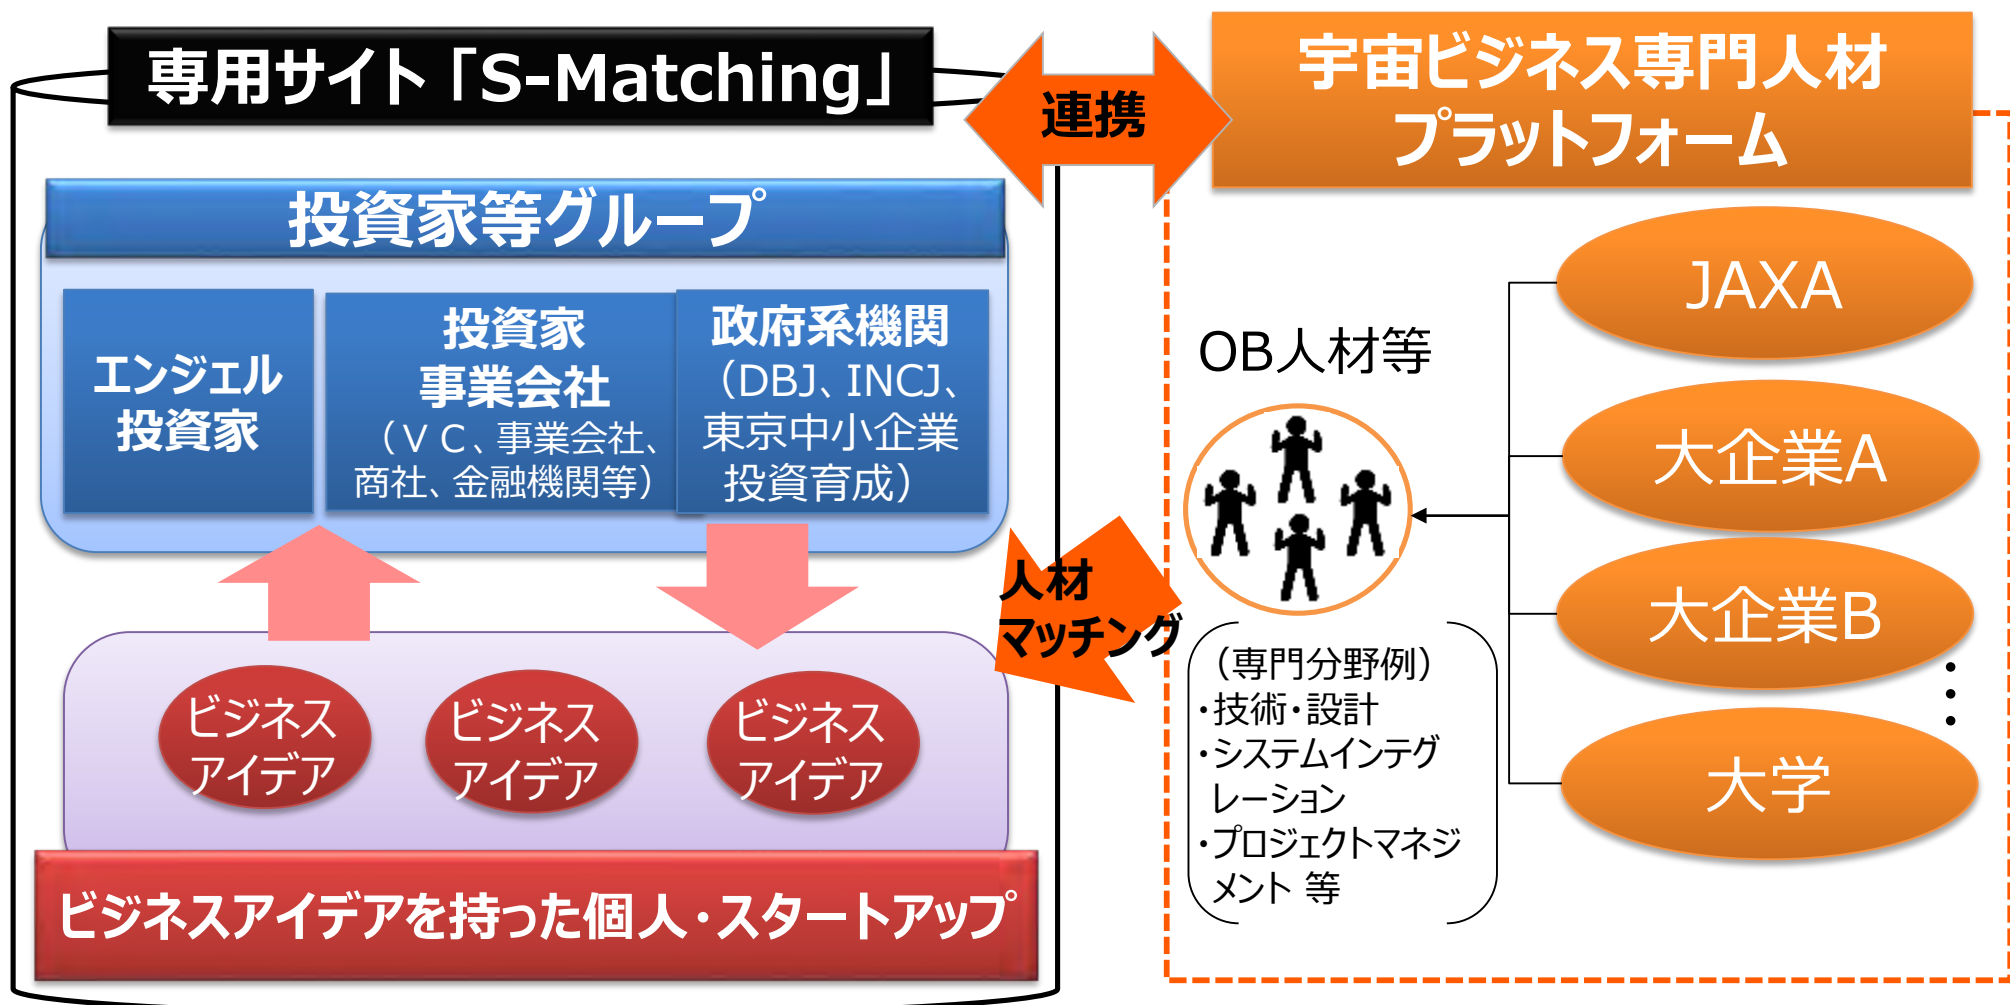 専用サイト「S-Matching」
連携
宇宙ビジネス専門人材
プラットフォーム
投資家等グループ
エンジェル
投資家
投資家
事業会社
（ＶＣ、事業会社、
商社、金融機関等）
政府系機関
（DBJ、INCJ、
東京中小企業
投資育成）
人材
マッチング
ビジネス
アイデア
ビジネス
アイデア
ビジネス
アイデア
ビジネスアイデアを持った個人・スタートアップ
OB人材等
（専門分野例）
・技術・設計
・システムインテグ
レーション
・プロジェクトマネジ
メント 等
JAXA
大企業A
大企業B
・・・
大学